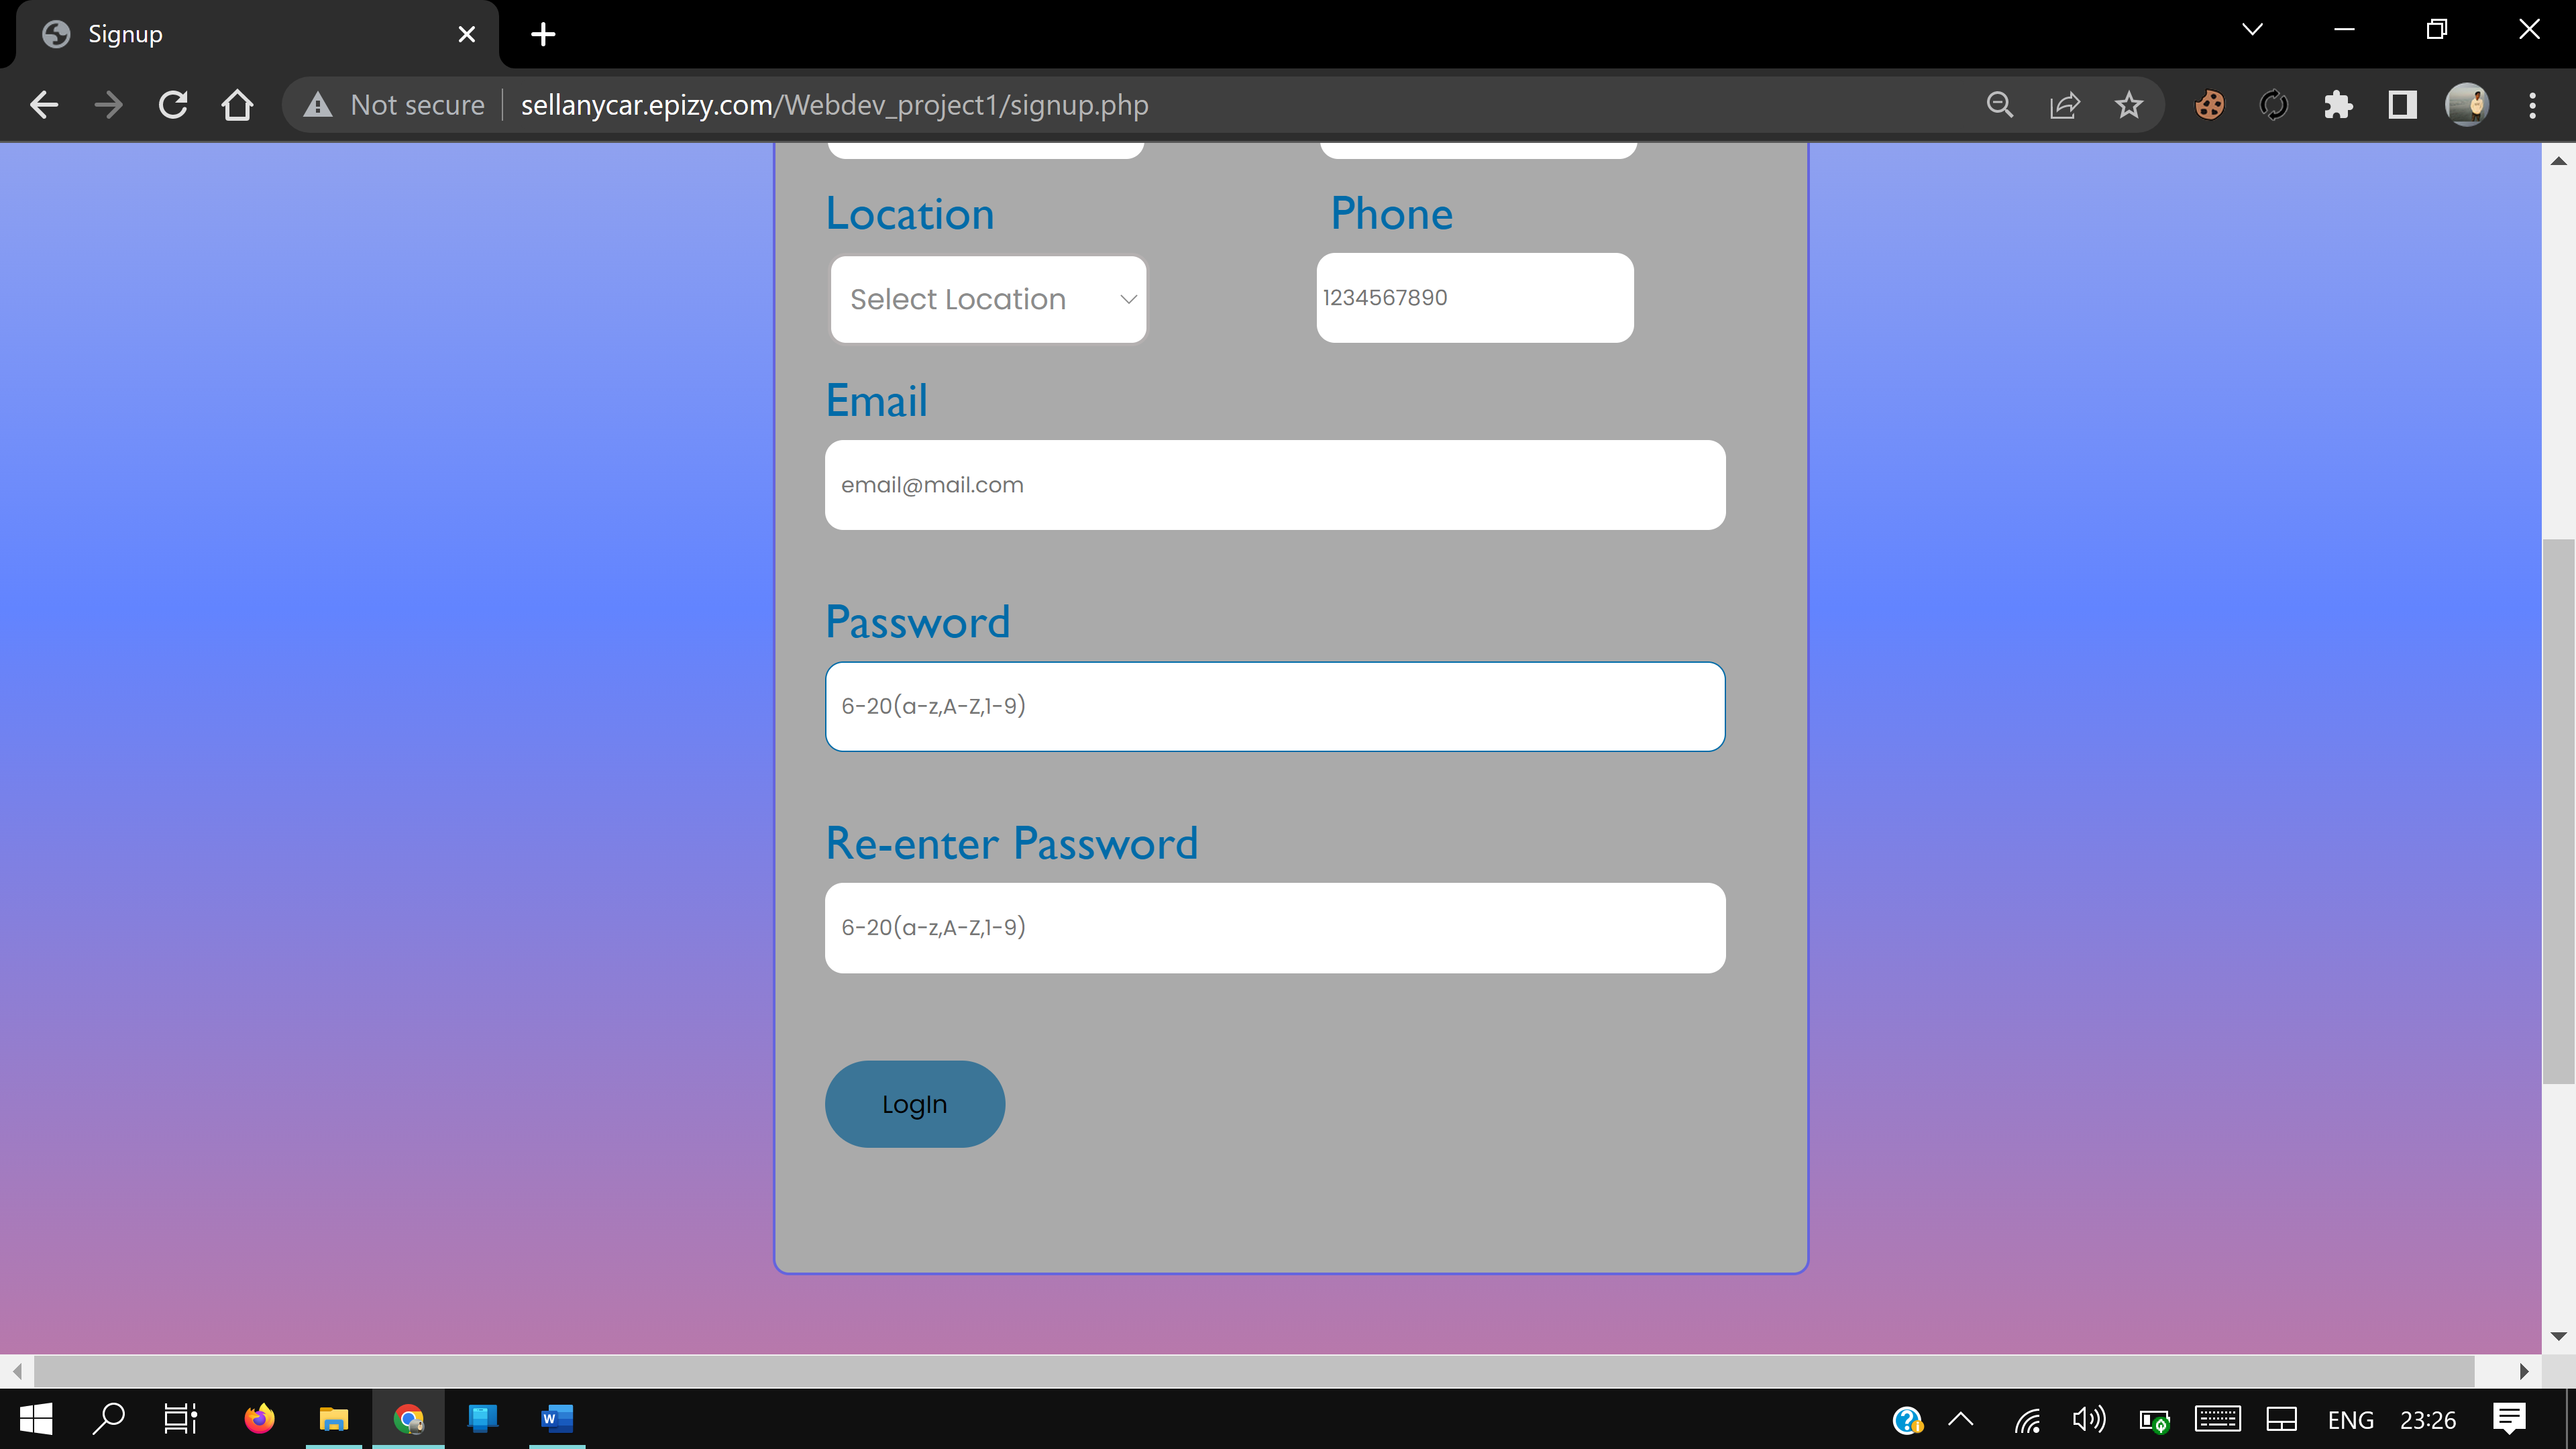 Signup
Not secure sellanycar.epizy.com/Webdev_project1/signup.php
Location Phone
Select Location 1234567890
Email
email@mail.com
Password
6-20(a-z,A-Z,1-9)
Re-enter Password
6-20(a-z,A-Z,1-9)
LogIn
W ENG 23:26